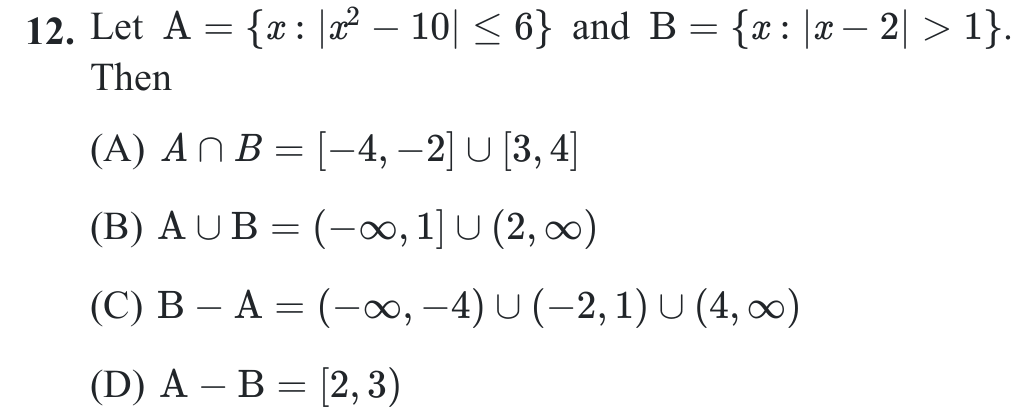 12. Let A = {x : |x² − 10| ≤ 6} and B = {x : |x − 2| > 1}.
Then
(A) A ∩ B = [−4, −2] ∪ [3, 4]
(B) A ∪ B = (−∞, 1] ∪ (2, ∞)
(C) B − A = (−∞, −4) ∪ (−2, 1) ∪ (4, ∞)
(D) A − B = [2, 3)